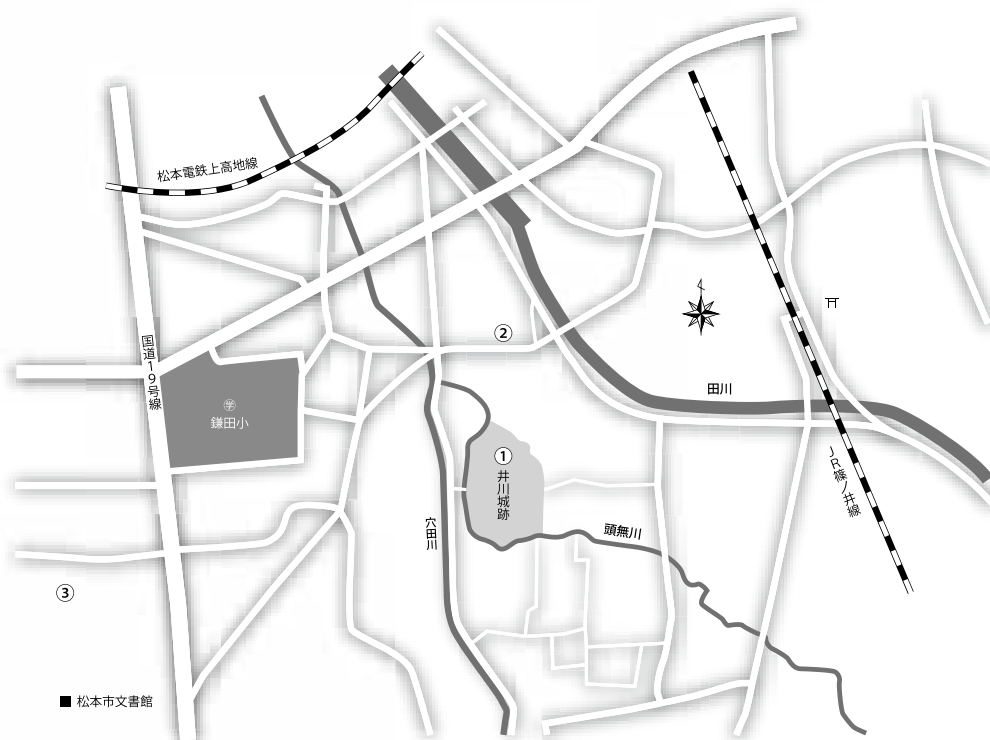 松本電鉄上高地線
国道19号線
②
田川
㊫
鎌田小
①
井川城跡
JR篠ノ井線
穴田川
頭無川
③
松本市文書館